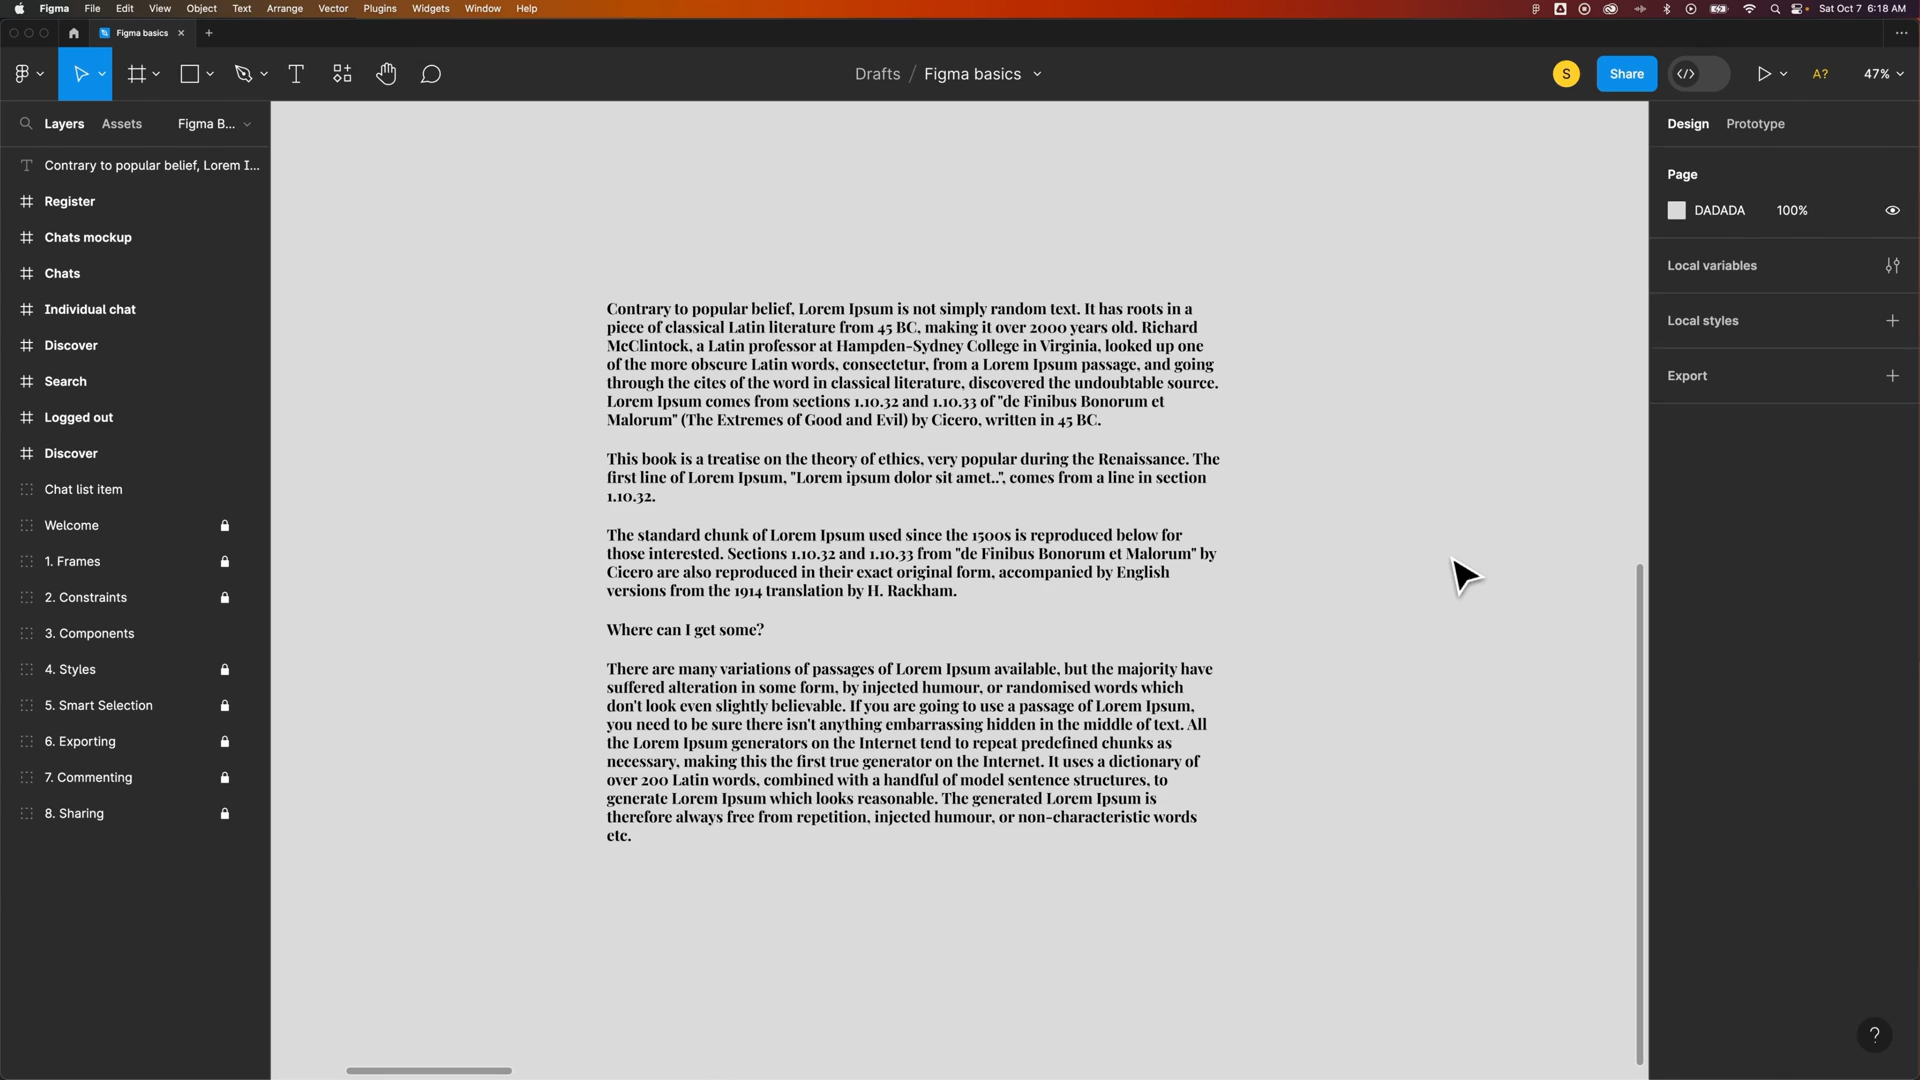 Figma File Edit View Object Text Arrange Vector Plugins Widgets Window Help
Sat Oct 7 6:18 AM
Figma basics
Drafts / Figma basics
S
Share
A?
47%
Layers Assets Figma B...
Contrary to popular belief, Lorem I...
Register
Chats mockup
Chats
Individual chat
Discover
Search
Logged out
Discover
Chat list item
Welcome
1. Frames
2. Constraints
3. Components
4. Styles
5. Smart Selection
6. Exporting
7. Commenting
8. Sharing
Contrary to popular belief, Lorem Ipsum is not simply random text. It has roots in a
piece of classical Latin literature from 45 BC, making it over 2000 years old. Richard
McClintock, a Latin professor at Hampden-Sydney College in Virginia, looked up one
of the more obscure Latin words, consectetur, from a Lorem Ipsum passage, and going
through the cites of the word in classical literature, discovered the undoubtable source.
Lorem Ipsum comes from sections 1.10.32 and 1.10.33 of "de Finibus Bonorum et
Malorum" (The Extremes of Good and Evil) by Cicero, written in 45 BC.
This book is a treatise on the theory of ethics, very popular during the Renaissance. The
first line of Lorem Ipsum, "Lorem ipsum dolor sit amet..", comes from a line in section
1.10.32.
The standard chunk of Lorem Ipsum used since the 1500s is reproduced below for
those interested. Sections 1.10.32 and 1.10.33 from "de Finibus Bonorum et Malorum" by
Cicero are also reproduced in their exact original form, accompanied by English
versions from the 1914 translation by H. Rackham.
Where can I get some?
There are many variations of passages of Lorem Ipsum available, but the majority have
suffered alteration in some form, by injected humour, or randomised words which
don't look even slightly believable. If you are going to use a passage of Lorem Ipsum,
you need to be sure there isn't anything embarrassing hidden in the middle of text. All
the Lorem Ipsum generators on the Internet tend to repeat predefined chunks as
necessary, making this the first true generator on the Internet. It uses a dictionary of
over 200 Latin words, combined with a handful of model sentence structures, to
generate Lorem Ipsum which looks reasonable. The generated Lorem Ipsum is
therefore always free from repetition, injected humour, or non-characteristic words
etc.
Design Prototype
Page
DADADA 100%
Local variables
Local styles
Export
?